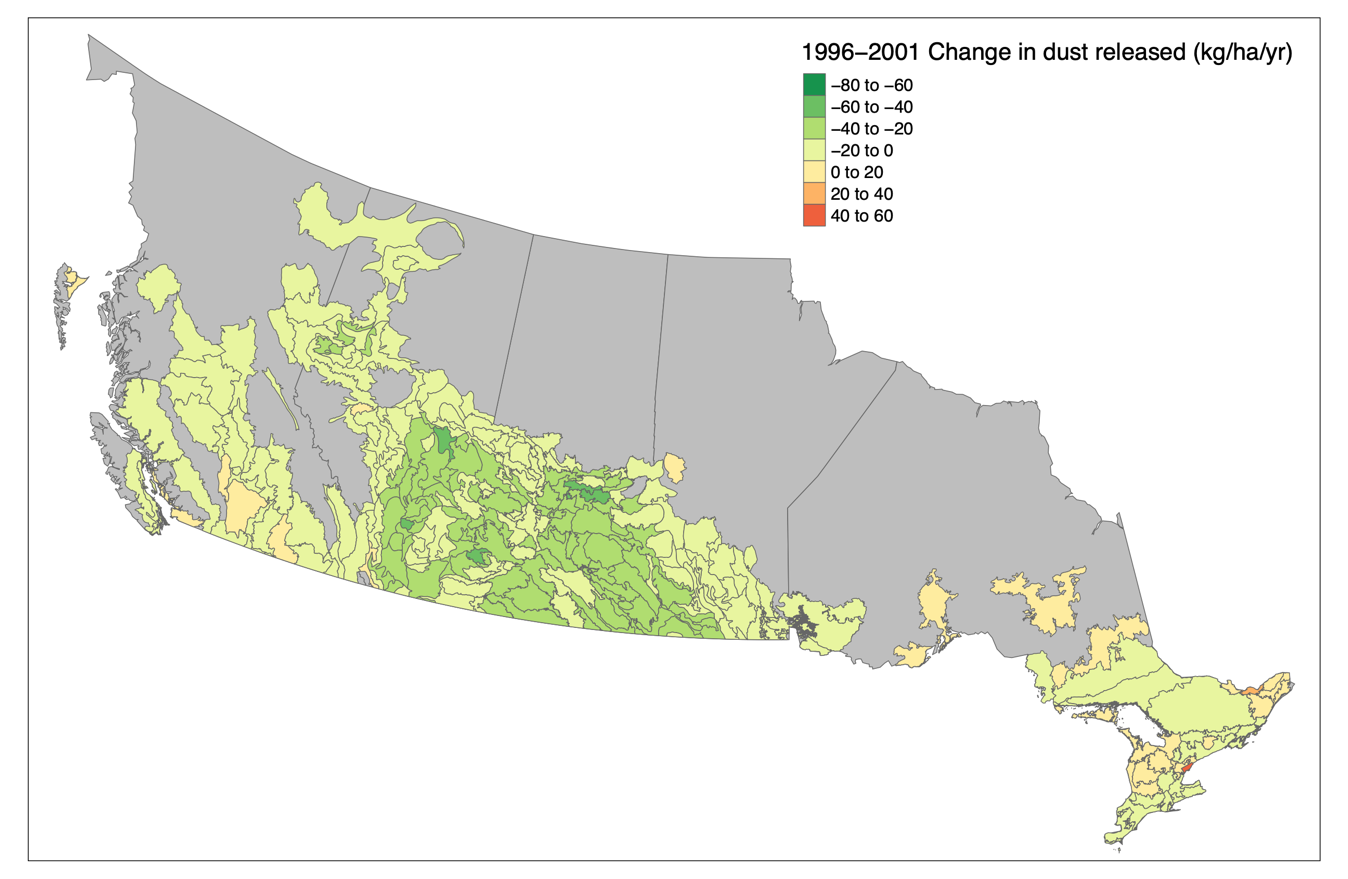 1996–2001 Change in dust released (kg/ha/yr)
−80 to −60
−60 to −40
−40 to −20
−20 to 0
0 to 20
20 to 40
40 to 60